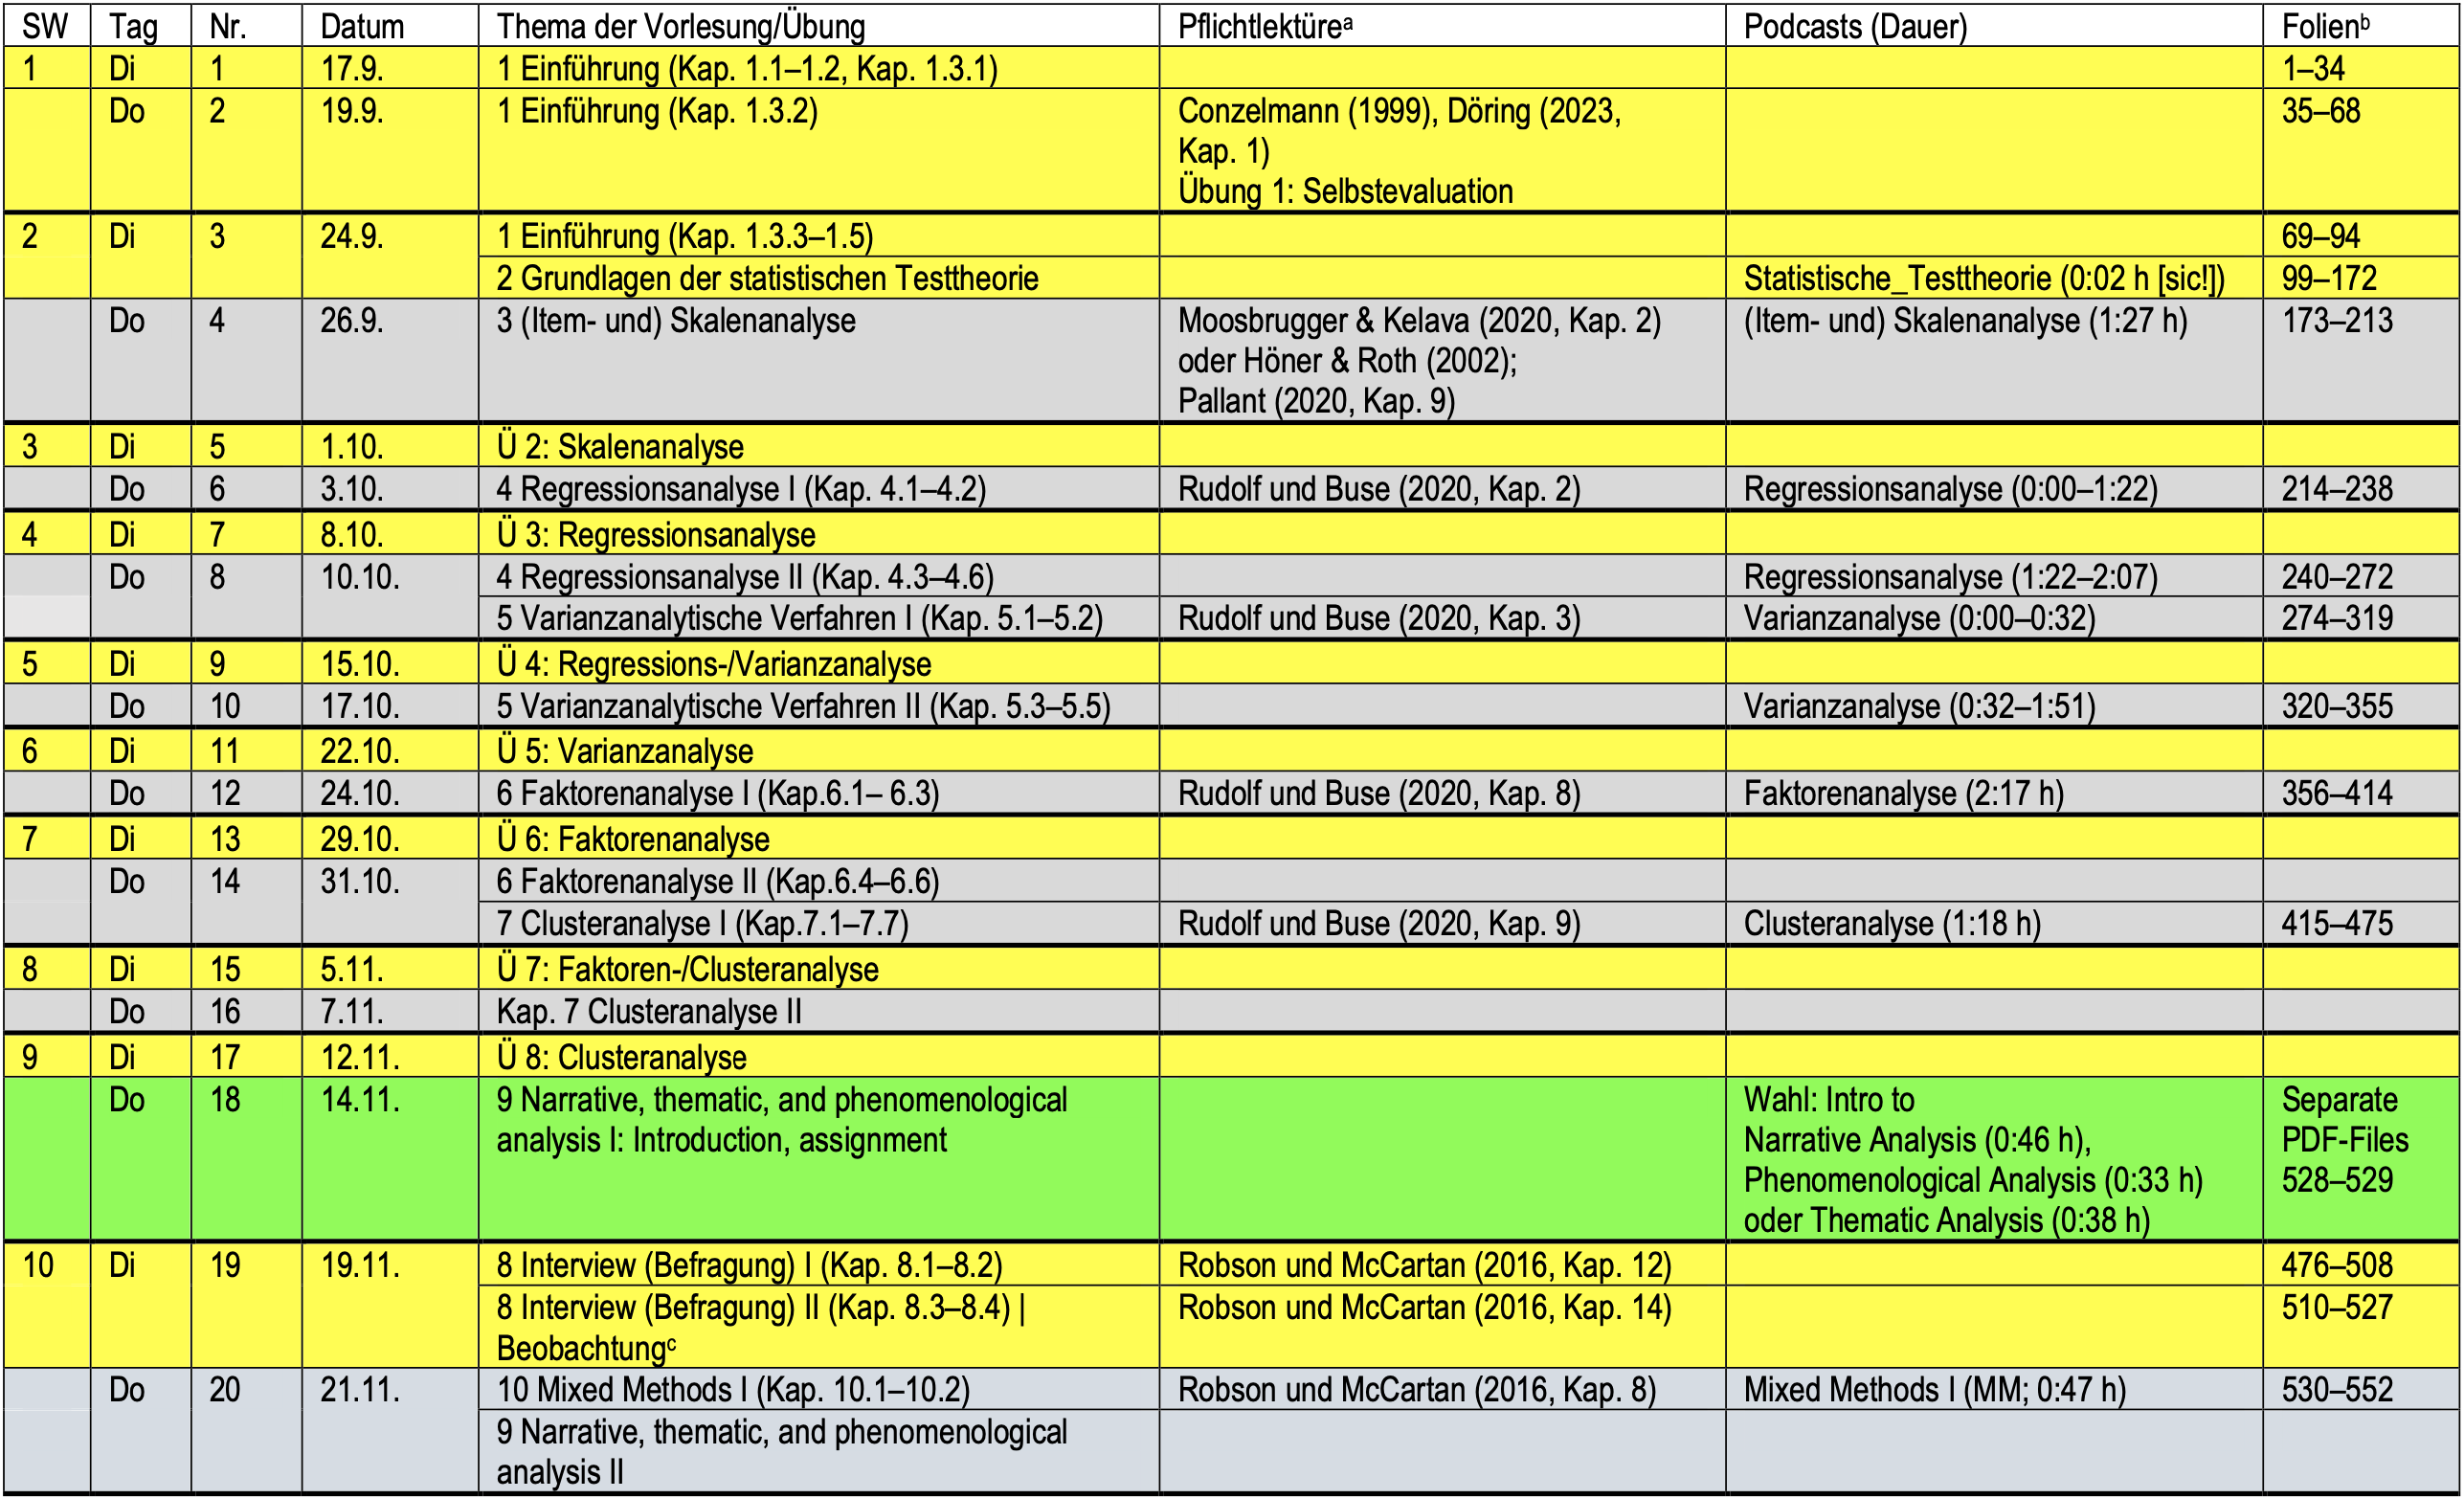 SW Tag Nr. Datum Thema der Vorlesung/Übung Pflichtlektüreᵃ Podcasts (Dauer) Folienᵇ
1 Di 1 17.9. 1 Einführung (Kap. 1.1–1.2, Kap. 1.3.1) 1–34
Do 2 19.9. 1 Einführung (Kap. 1.3.2) Conzelmann (1999), Döring (2023, 35–68
Kap. 1)
Übung 1: Selbstevaluation
2 Di 3 24.9. 1 Einführung (Kap. 1.3.3–1.5) 69–94
2 Grundlagen der statistischen Testtheorie Statistische_Testtheorie (0:02 h [sic!]) 99–172
Do 4 26.9. 3 (Item- und) Skalenanalyse Moosbrugger & Kelava (2020, Kap. 2) (Item- und) Skalenanalyse (1:27 h) 173–213
oder Höner & Roth (2002);
Pallant (2020, Kap. 9)
3 Di 5 1.10. Ü 2: Skalenanalyse
Do 6 3.10. 4 Regressionsanalyse I (Kap. 4.1–4.2) Rudolf und Buse (2020, Kap. 2) Regressionsanalyse (0:00–1:22) 214–238
4 Di 7 8.10. Ü 3: Regressionsanalyse
Do 8 10.10. 4 Regressionsanalyse II (Kap. 4.3–4.6) Regressionsanalyse (1:22–2:07) 240–272
5 Varianzanalytische Verfahren I (Kap. 5.1–5.2) Rudolf und Buse (2020, Kap. 3) Varianzanalyse (0:00–0:32) 274–319
5 Di 9 15.10. Ü 4: Regressions-/Varianzanalyse
Do 10 17.10. 5 Varianzanalytische Verfahren II (Kap. 5.3–5.5) Varianzanalyse (0:32–1:51) 320–355
6 Di 11 22.10. Ü 5: Varianzanalyse
Do 12 24.10. 6 Faktorenanalyse I (Kap.6.1– 6.3) Rudolf und Buse (2020, Kap. 8) Faktorenanalyse (2:17 h) 356–414
7 Di 13 29.10. Ü 6: Faktorenanalyse
Do 14 31.10. 6 Faktorenanalyse II (Kap.6.4–6.6)
7 Clusteranalyse I (Kap.7.1–7.7) Rudolf und Buse (2020, Kap. 9) Clusteranalyse (1:18 h) 415–475
8 Di 15 5.11. Ü 7: Faktoren-/Clusteranalyse
Do 16 7.11. Kap. 7 Clusteranalyse II
9 Di 17 12.11. Ü 8: Clusteranalyse
Do 18 14.11. 9 Narrative, thematic, and phenomenological Wahl: Intro to Separate
analysis I: Introduction, assignment Narrative Analysis (0:46 h), PDF-Files
Phenomenological Analysis (0:33 h) 528–529
oder Thematic Analysis (0:38 h)
10 Di 19 19.11. 8 Interview (Befragung) I (Kap. 8.1–8.2) Robson und McCartan (2016, Kap. 12) 476–508
8 Interview (Befragung) II (Kap. 8.3–8.4) | Robson und McCartan (2016, Kap. 14) 510–527
Beobachtungᶜ
Do 20 21.11. 10 Mixed Methods I (Kap. 10.1–10.2) Robson und McCartan (2016, Kap. 8) Mixed Methods I (MM; 0:47 h) 530–552
9 Narrative, thematic, and phenomenological
analysis II